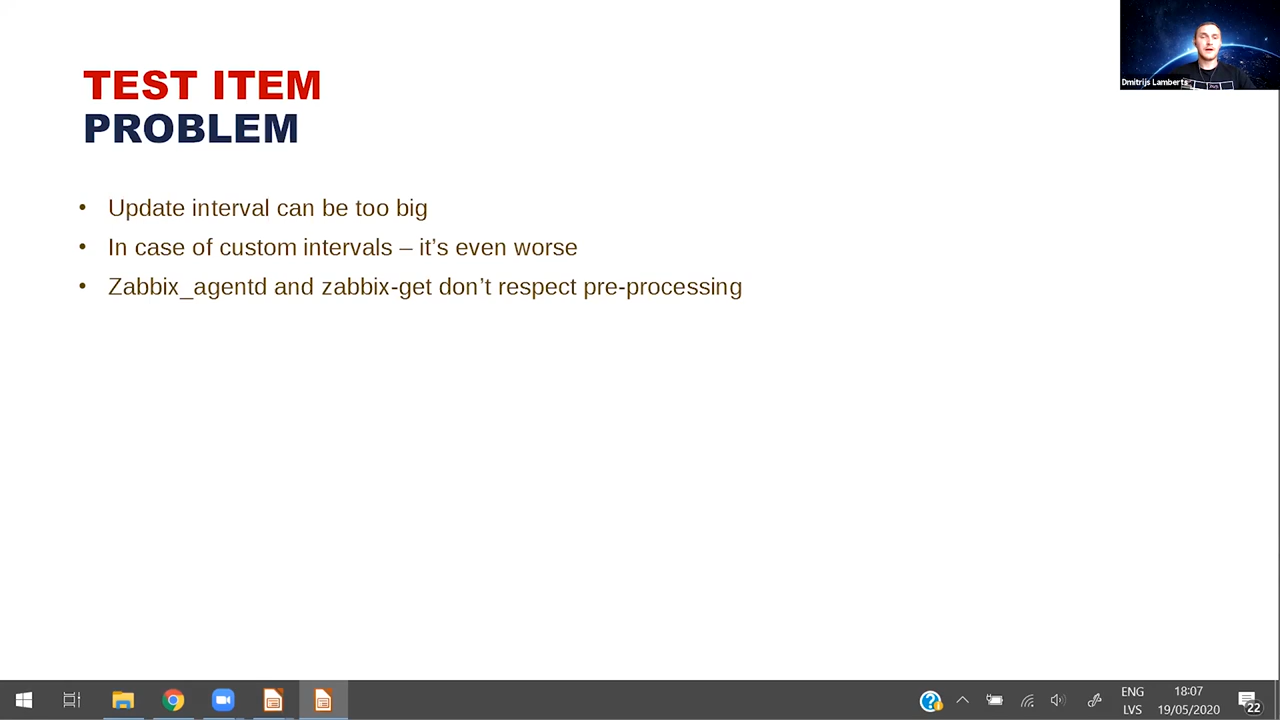 Dmitrijs Lamberts
TEST ITEM
PROBLEM
• Update interval can be too big
• In case of custom intervals – it’s even worse
• Zabbix_agentd and zabbix-get don’t respect pre-processing
ENG
LVS
18:07
19/05/2020
22